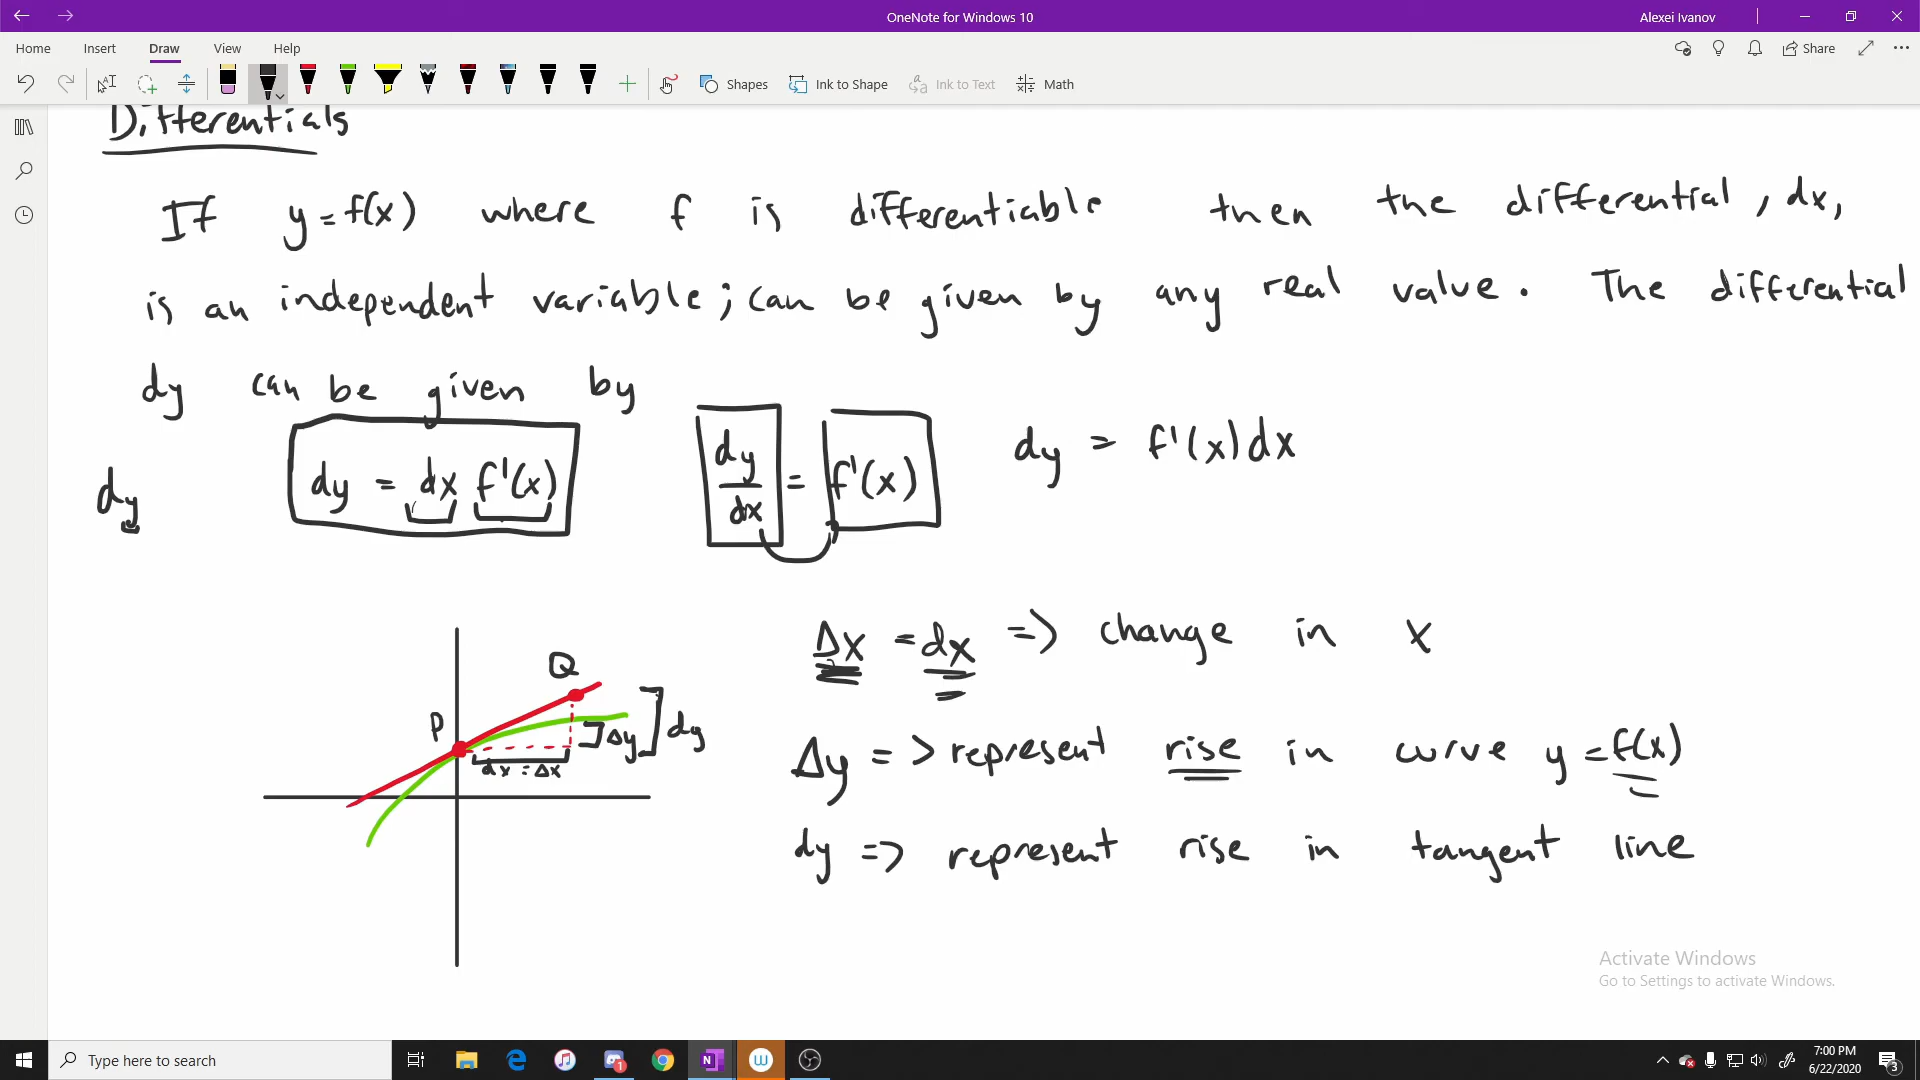 OneNote for Windows 10
Alexei Ivanov
Home Insert Draw View Help
Share
Shapes Ink to Shape Ink to Text Math
Differentials
If y=f(x) where f is differentiable then the differential, dx,
is an independent variable; can be given by any real value. The differential
dy can be given by
dy = dx f'(x)
dy/dx = f'(x)
dy = f'(x)dx
dy
Δx = dx => change in x
Q
P
Δy
dy
dx = Δx
Δy => represent rise in curve y = f(x)
dy => represent rise in tangent line
Activate Windows
Go to Settings to activate Windows.
Type here to search
7:00 PM
6/22/2020